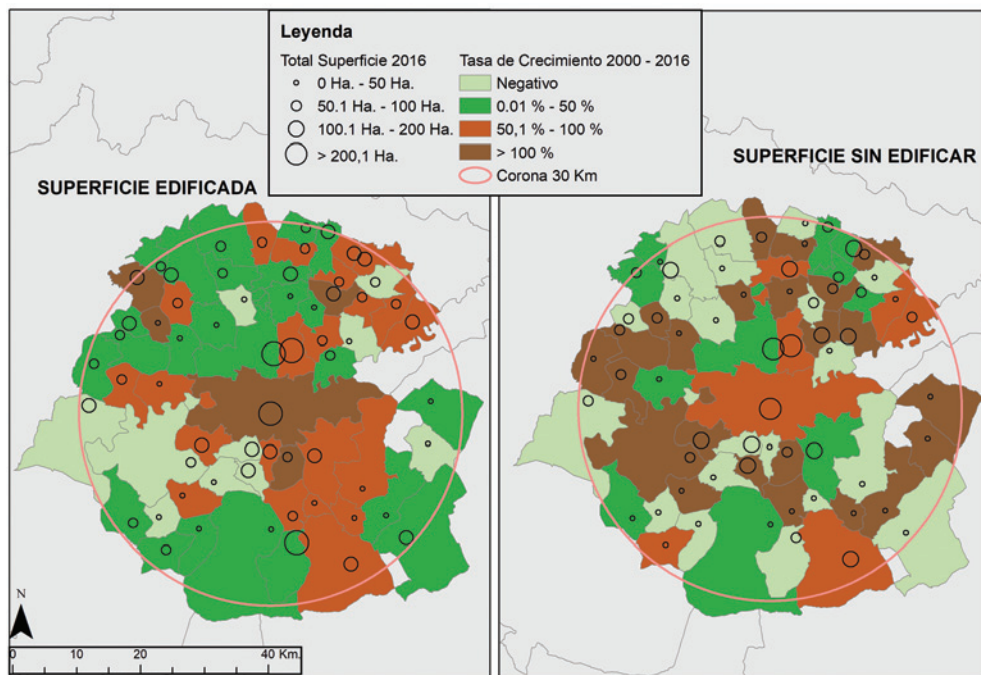 Leyenda
Total Superficie 2016
0 Ha. - 50 Ha.
50.1 Ha. - 100 Ha.
100.1 Ha. - 200 Ha.
> 200,1 Ha.
Tasa de Crecimiento 2000 - 2016
Negativo
0.01 % - 50 %
50,1 % - 100 %
> 100 %
Corona 30 Km
SUPERFICIE EDIFICADA
SUPERFICIE SIN EDIFICAR
N
0 10 20 40 Km.